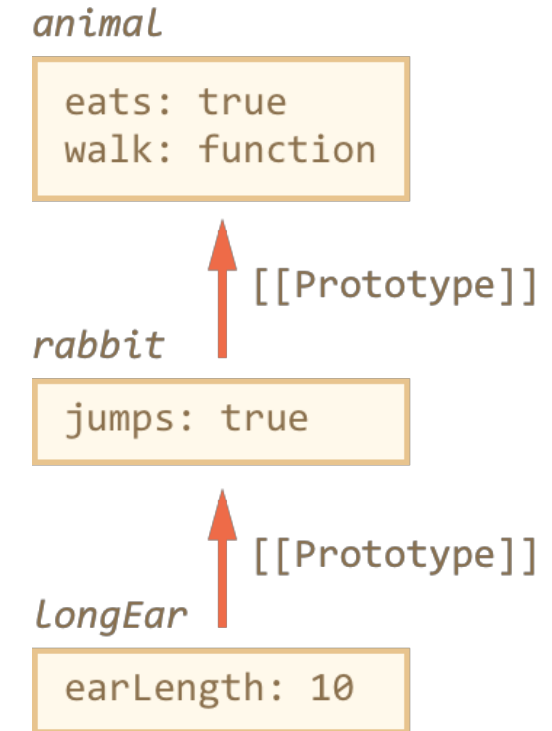 animal
eats: true
walk: function
[[Prototype]]
rabbit
jumps: true
[[Prototype]]
longEar
earLength: 10